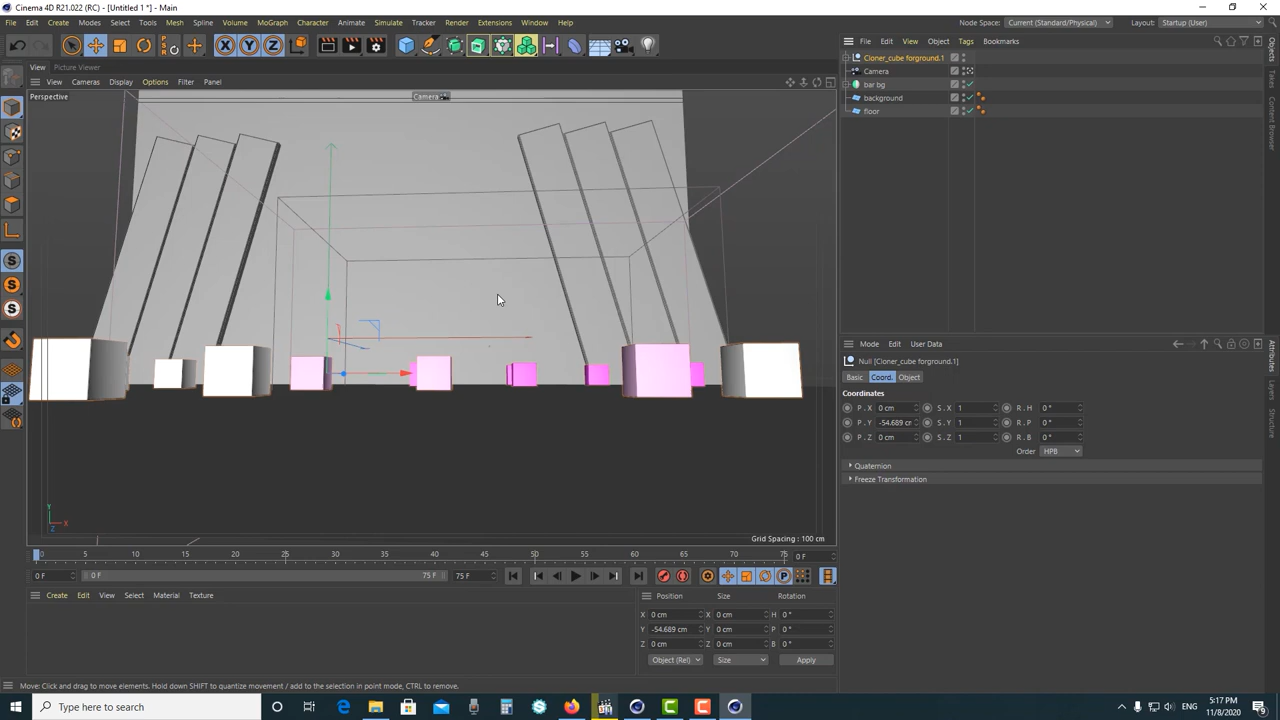 Cinema 4D R21.022 (RC) - [Untitled 1 *] - Main
File Edit Create Modes Select Tools Mesh Spline Volume MoGraph Character Animate Simulate Tracker Render Extensions Window Help
Node Space: Current (Standard/Physical) Layout: Startup (User)
View Picture Viewer
View Cameras Display Options Filter Panel
Perspective
Camera
Grid Spacing : 100 cm
File Edit View Object Tags Bookmarks
Cloner_cube forground.1
Camera
bar bg
background
floor
Objects
Takes
Content Browser
Mode Edit User Data
Null [Cloner_cube forground.1]
Basic Coord. Object
Coordinates
P . X 0 cm S . X 1 R . H 0 °
P . Y -54.689 cm S . Y 1 R . P 0 °
P . Z 0 cm S . Z 1 R . B 0 °
Order HPB
Quaternion
Freeze Transformation
Attributes
Layers
Structure
0 5 10 15 20 25 30 35 40 45 50 55 60 65 70 75 0 F
0 F 0 F 75 F 75 F
Create Edit View Select Material Texture
Position Size Rotation
X 0 cm X 0 cm H 0 °
Y -54.689 cm Y 0 cm P 0 °
Z 0 cm Z 0 cm B 0 °
Object (Rel) Size Apply
Move: Click and drag to move elements. Hold down SHIFT to quantize movement / add to the selection in point mode, CTRL to remove.
Type here to search
ENG
5:17 PM
11/8/2020